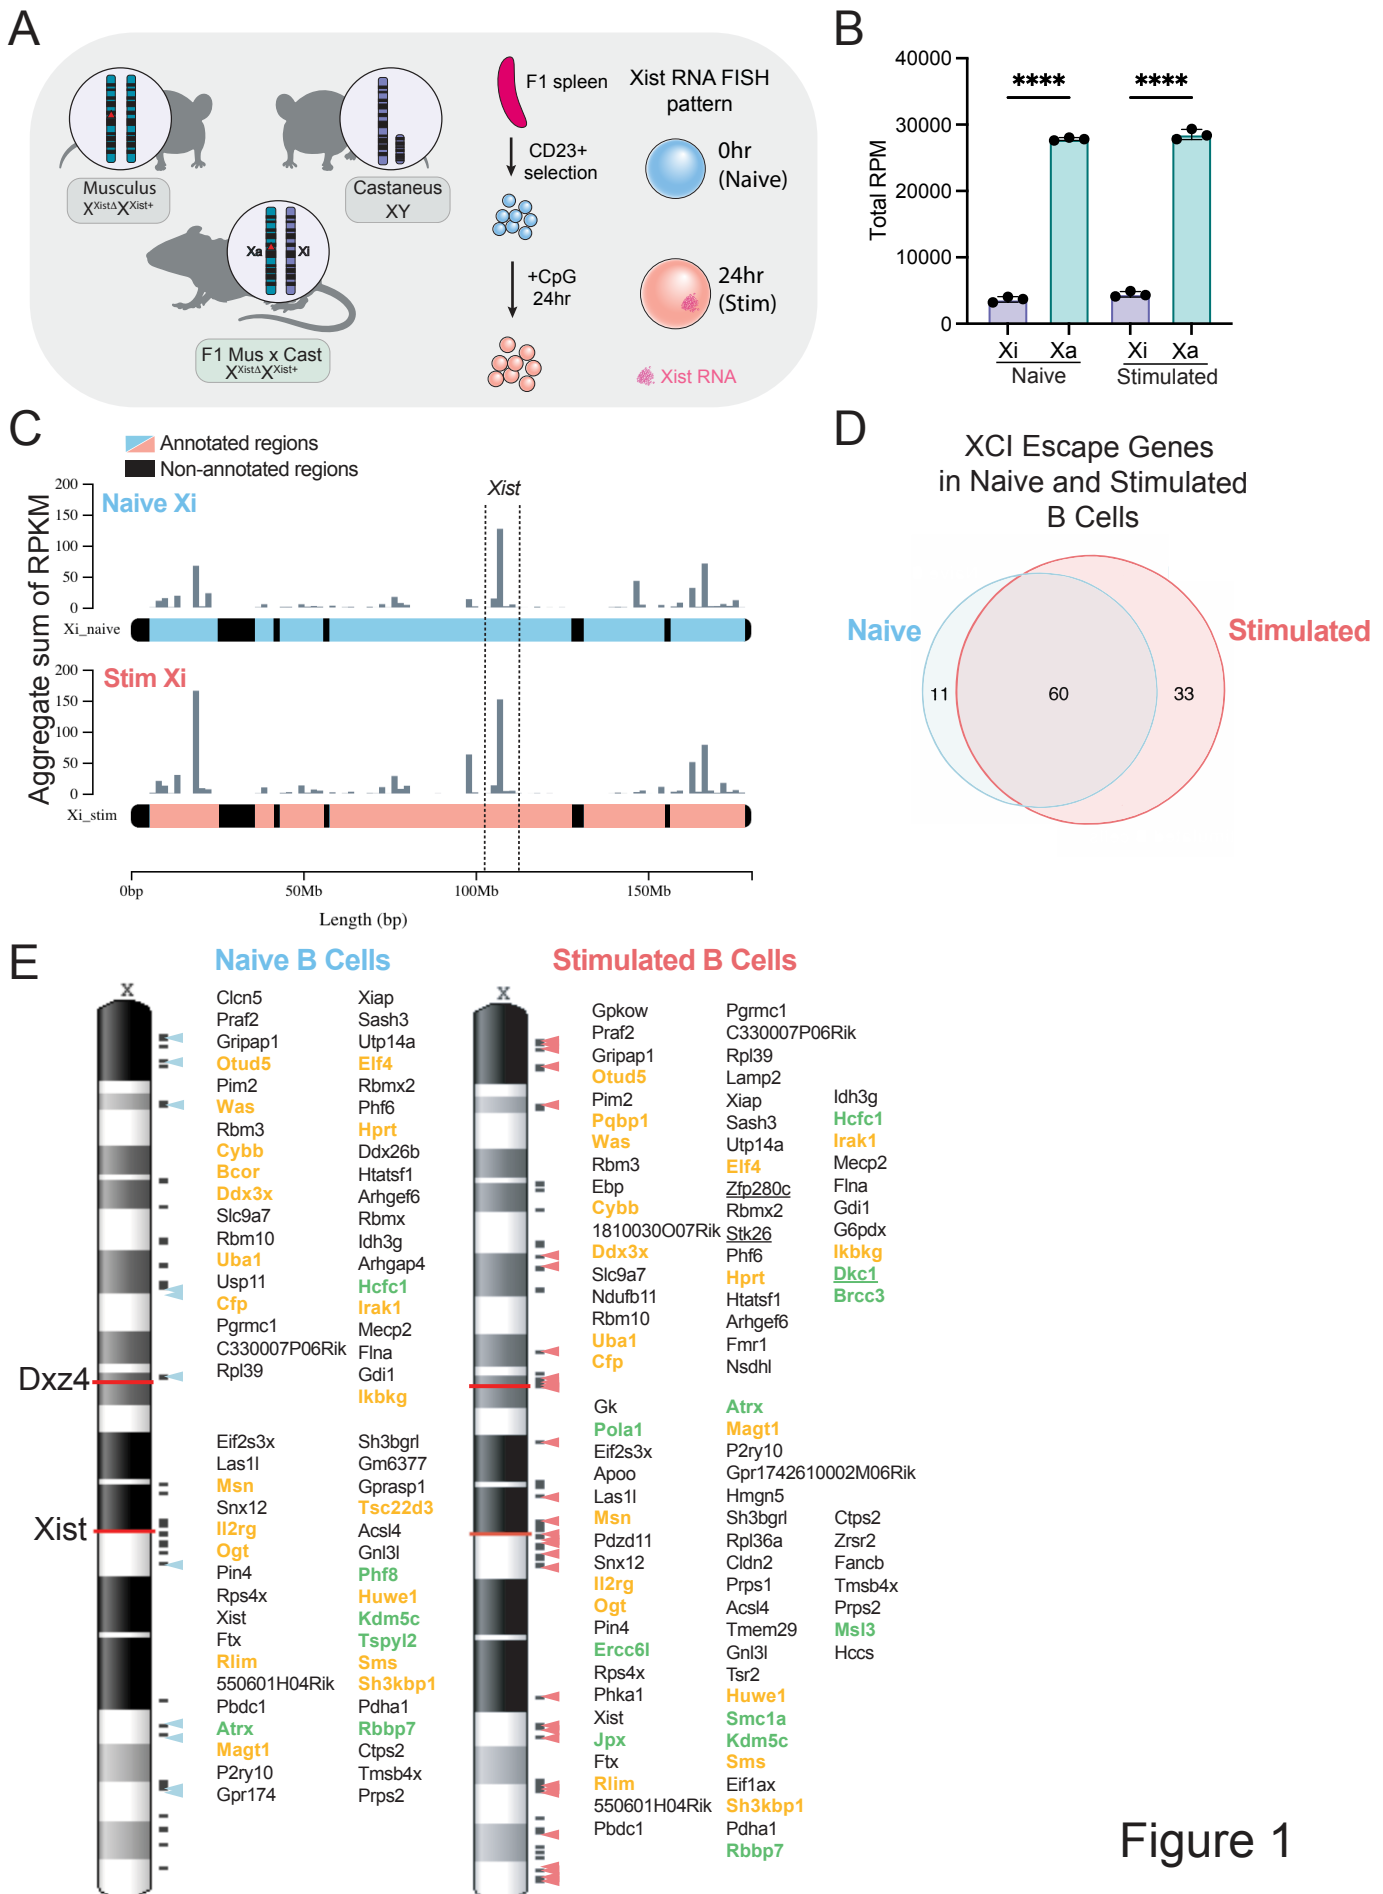 A
Musculus
X^XistΔX^Xist+
Castaneus
XY
Xa
Xi
F1 Mus x Cast
X^XistΔX^Xist+
F1 spleen
CD23+
selection
+CpG
24hr
Xist RNA FISH
pattern
0hr
(Naive)
24hr
(Stim)
Xist RNA
B
Total RPM
40000
30000
20000
10000
0
****
****
Xi
Xa
Xi
Xa
Naive
Stimulated
C
Annotated regions
Non-annotated regions
Aggregate sum of RPKM
200
150
100
50
0
Naive Xi
Xist
Xi_naive
200
150
100
50
0
Stim Xi
Xi_stim
0bp
50Mb
100Mb
150Mb
Length (bp)
D
XCI Escape Genes
in Naive and Stimulated
B Cells
Naive
Stimulated
11
60
33
E
Naive B Cells
X
Dxz4
Xist
Clcn5
Praf2
Gripap1
Otud5
Pim2
Was
Rbm3
Cybb
Bcor
Ddx3x
Slc9a7
Rbm10
Uba1
Usp11
Cfp
Pgrmc1
C330007P06Rik
Rpl39
Xiap
Sash3
Utp14a
Elf4
Rbmx2
Phf6
Hprt
Ddx26b
Htatsf1
Arhgef6
Rbmx
Idh3g
Arhgap4
Hcfc1
Irak1
Mecp2
Flna
Gdi1
Ikbkg
Eif2s3x
Las1l
Msn
Snx12
Il2rg
Ogt
Pin4
Rps4x
Xist
Ftx
Rlim
550601H04Rik
Pbdc1
Atrx
Magt1
P2ry10
Gpr174
Sh3bgrl
Gm6377
Gprasp1
Tsc22d3
Acsl4
Gnl3l
Phf8
Huwe1
Kdm5c
Tspyl2
Sms
Sh3kbp1
Pdha1
Rbbp7
Ctps2
Tmsb4x
Prps2
Stimulated B Cells
X
Gpkow
Praf2
Gripap1
Otud5
Pim2
Pqbp1
Was
Rbm3
Ebp
Cybb
1810030O07Rik
Ddx3x
Slc9a7
Ndufb11
Rbm10
Uba1
Cfp
Pgrmc1
C330007P06Rik
Rpl39
Lamp2
Xiap
Sash3
Utp14a
Elf4
Zfp280c
Rbmx2
Stk26
Phf6
Hprt
Htatsf1
Arhgef6
Fmr1
Nsdhl
Idh3g
Hcfc1
Irak1
Mecp2
Flna
Gdi1
G6pdx
Ikbkg
Dkc1
Brcc3
Gk
Pola1
Eif2s3x
Apoo
Las1l
Msn
Pdzd11
Snx12
Il2rg
Ogt
Pin4
Ercc6l
Rps4x
Phka1
Xist
Jpx
Ftx
Rlim
550601H04Rik
Pbdc1
Atrx
Magt1
P2ry10
Gpr1742610002M06Rik
Hmgn5
Sh3bgrl
Rpl36a
Cldn2
Prps1
Acsl4
Tmem29
Gnl3l
Tsr2
Huwe1
Smc1a
Kdm5c
Sms
Eif1ax
Sh3kbp1
Pdha1
Rbbp7
Ctps2
Zrsr2
Fancb
Tmsb4x
Prps2
Msl3
Hccs
Figure 1